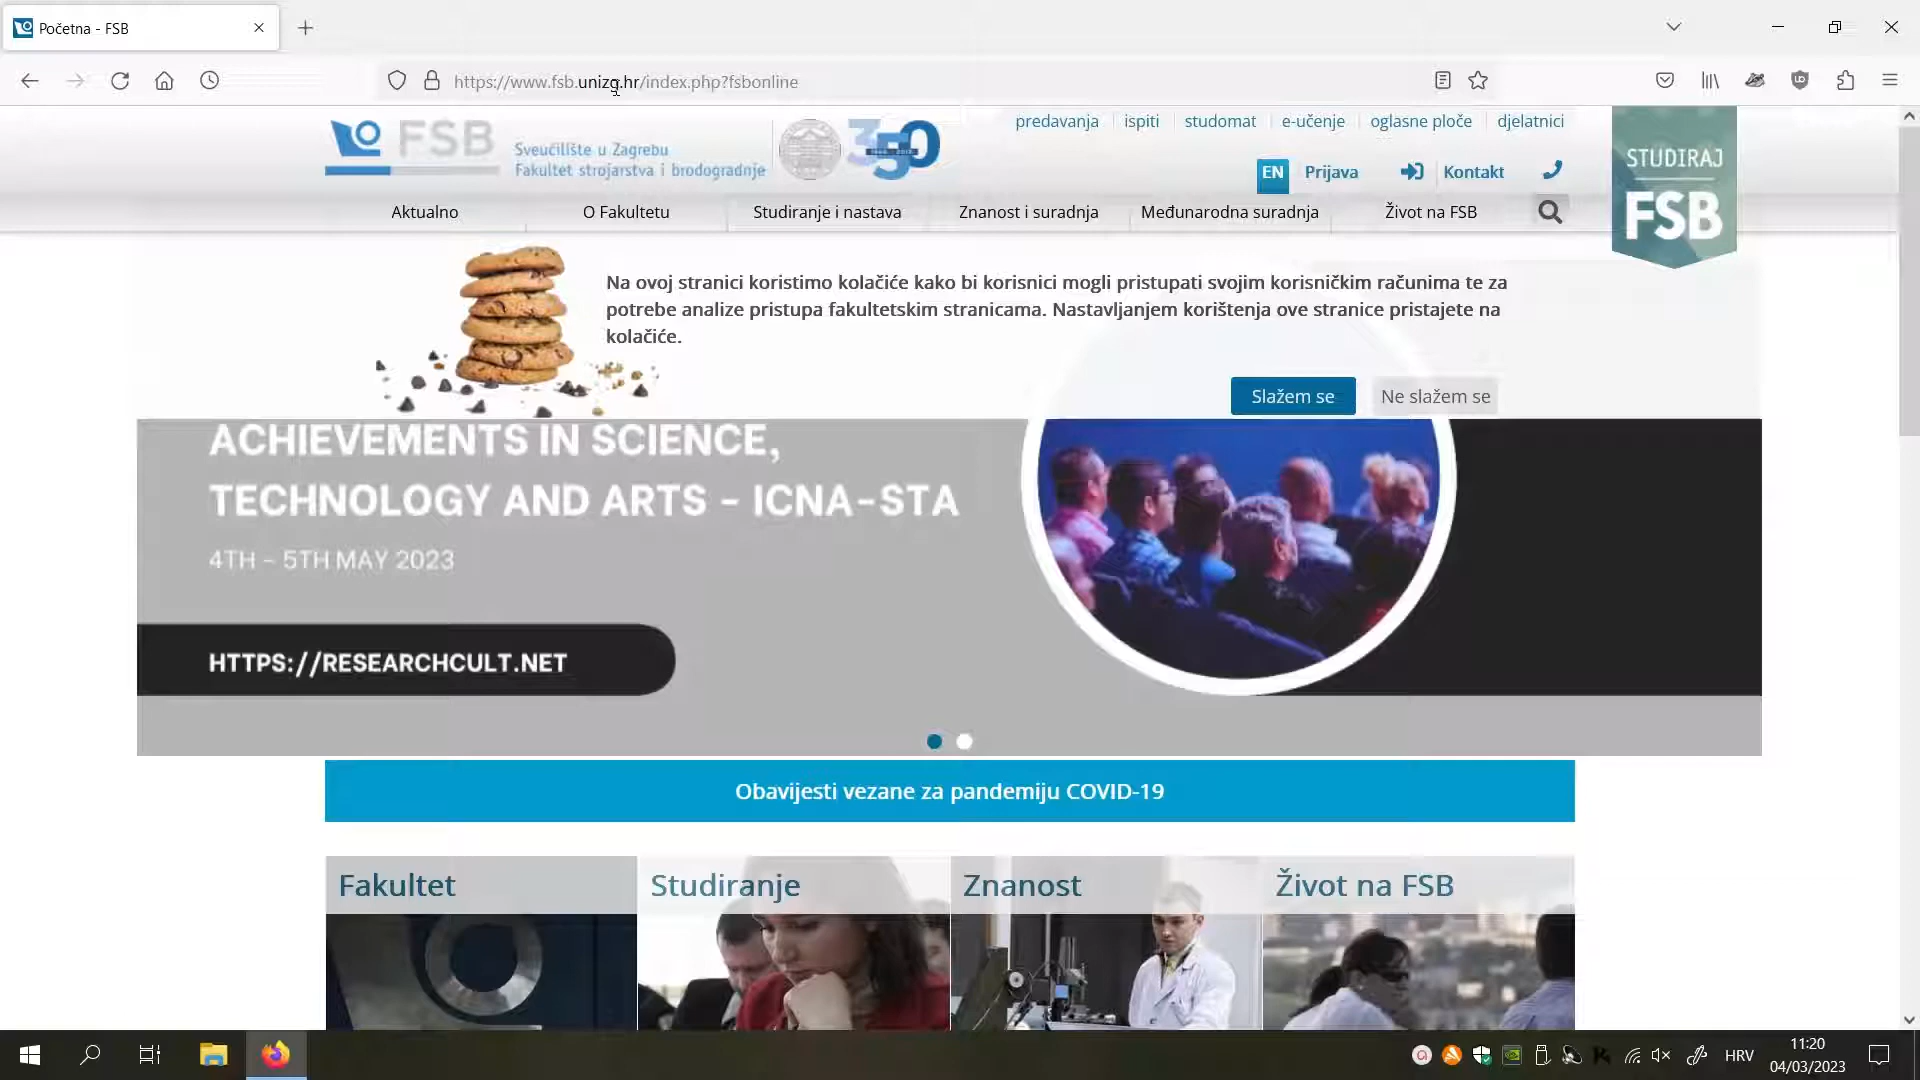 Početna - FSB
https://www.fsb.unizg.hr/index.php?fsbonline
FSB
Sveučilište u Zagrebu
Fakultet strojarstva i brodogradnje
350
predavanja
ispiti
studomat
e-učenje
oglasne ploče
djelatnici
EN
Prijava
Kontakt
STUDIRAJ
FSB
Aktualno
O Fakultetu
Studiranje i nastava
Znanost i suradnja
Međunarodna suradnja
Život na FSB
Na ovoj stranici koristimo kolačiće kako bi korisnici mogli pristupati svojim korisničkim računima te za
potrebe analize pristupa fakultetskim stranicama. Nastavljanjem korištenja ove stranice pristajete na
kolačiće.
Slažem se
Ne slažem se
ACHIEVEMENTS IN SCIENCE,
TECHNOLOGY AND ARTS - ICNA-STA
4TH - 5TH MAY 2023
HTTPS://RESEARCHCULT.NET
Obavijesti vezane za pandemiju COVID-19
Fakultet
Studiranje
Znanost
Život na FSB
HRV
11:20
04/03/2023